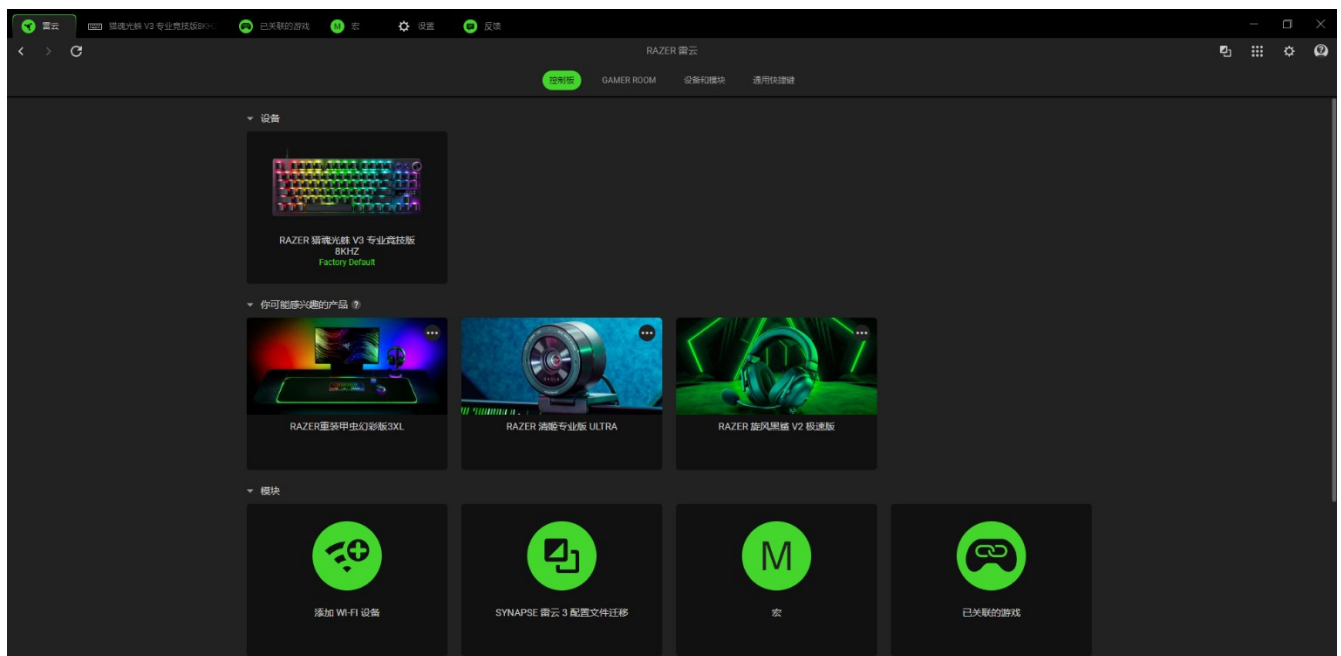 雷云
猎魂光蛛 V3 专业竞技版8KHZ
已关联的游戏
M
宏
设置
反馈
RAZER 雷云
控制板
GAMER ROOM
设备和模块
通用快捷键
设备
RAZER 猎魂光蛛 V3 专业竞技版
8KHZ
Factory Default
你可能感兴趣的产品 ?
RAZER重装甲虫幻彩版3XL
RAZER 清姬专业版 ULTRA
RAZER 旋风黑鲨 V2 极速版
模块
M
添加 WI-FI 设备
SYNAPSE 雷云 3 配置文件迁移
宏
已关联的游戏